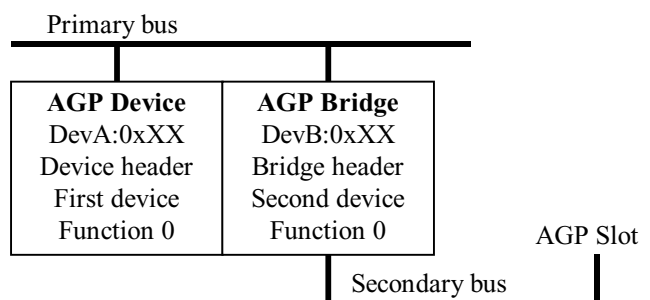 Primary bus
AGP Device
DevA:0xXX
Device header
First device
Function 0
AGP Bridge
DevB:0xXX
Bridge header
Second device
Function 0
AGP Slot
Secondary bus